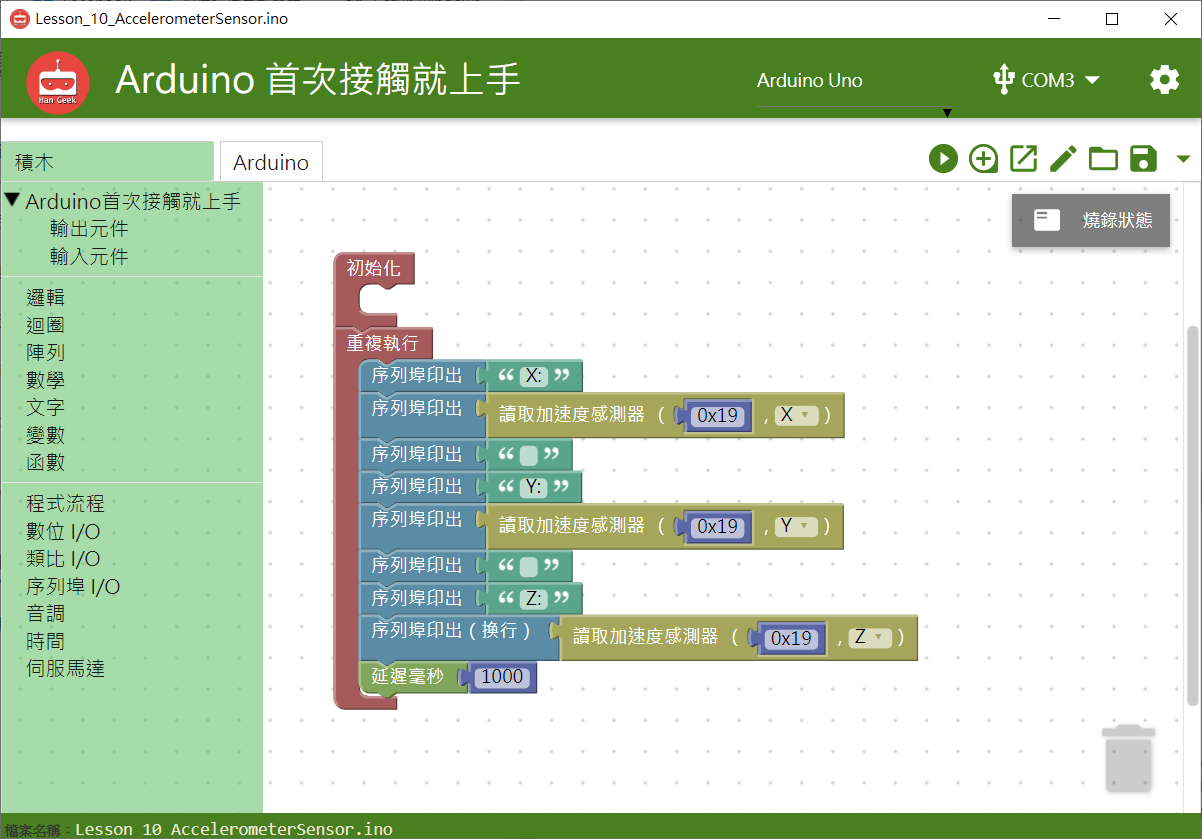 Lesson_10_AccelerometerSensor.ino
Han Geek
Arduino 首次接觸就上手
Arduino Uno
COM3
積木
Arduino
Arduino首次接觸就上手
輸出元件
輸入元件
邏輯
迴圈
陣列
數學
文字
變數
函數
程式流程
數位 I/O
類比 I/O
序列埠 I/O
音調
時間
伺服馬達
燒錄狀態
初始化
重複執行
序列埠印出 “ X: ”
序列埠印出 讀取加速度感測器 ( 0x19 , X )
序列埠印出 “ ”
序列埠印出 “ Y: ”
序列埠印出 讀取加速度感測器 ( 0x19 , Y )
序列埠印出 “ ”
序列埠印出 “ Z: ”
序列埠印出 ( 換行 ) 讀取加速度感測器 ( 0x19 , Z )
延遲毫秒 1000
檔案名稱：Lesson_10_AccelerometerSensor.ino